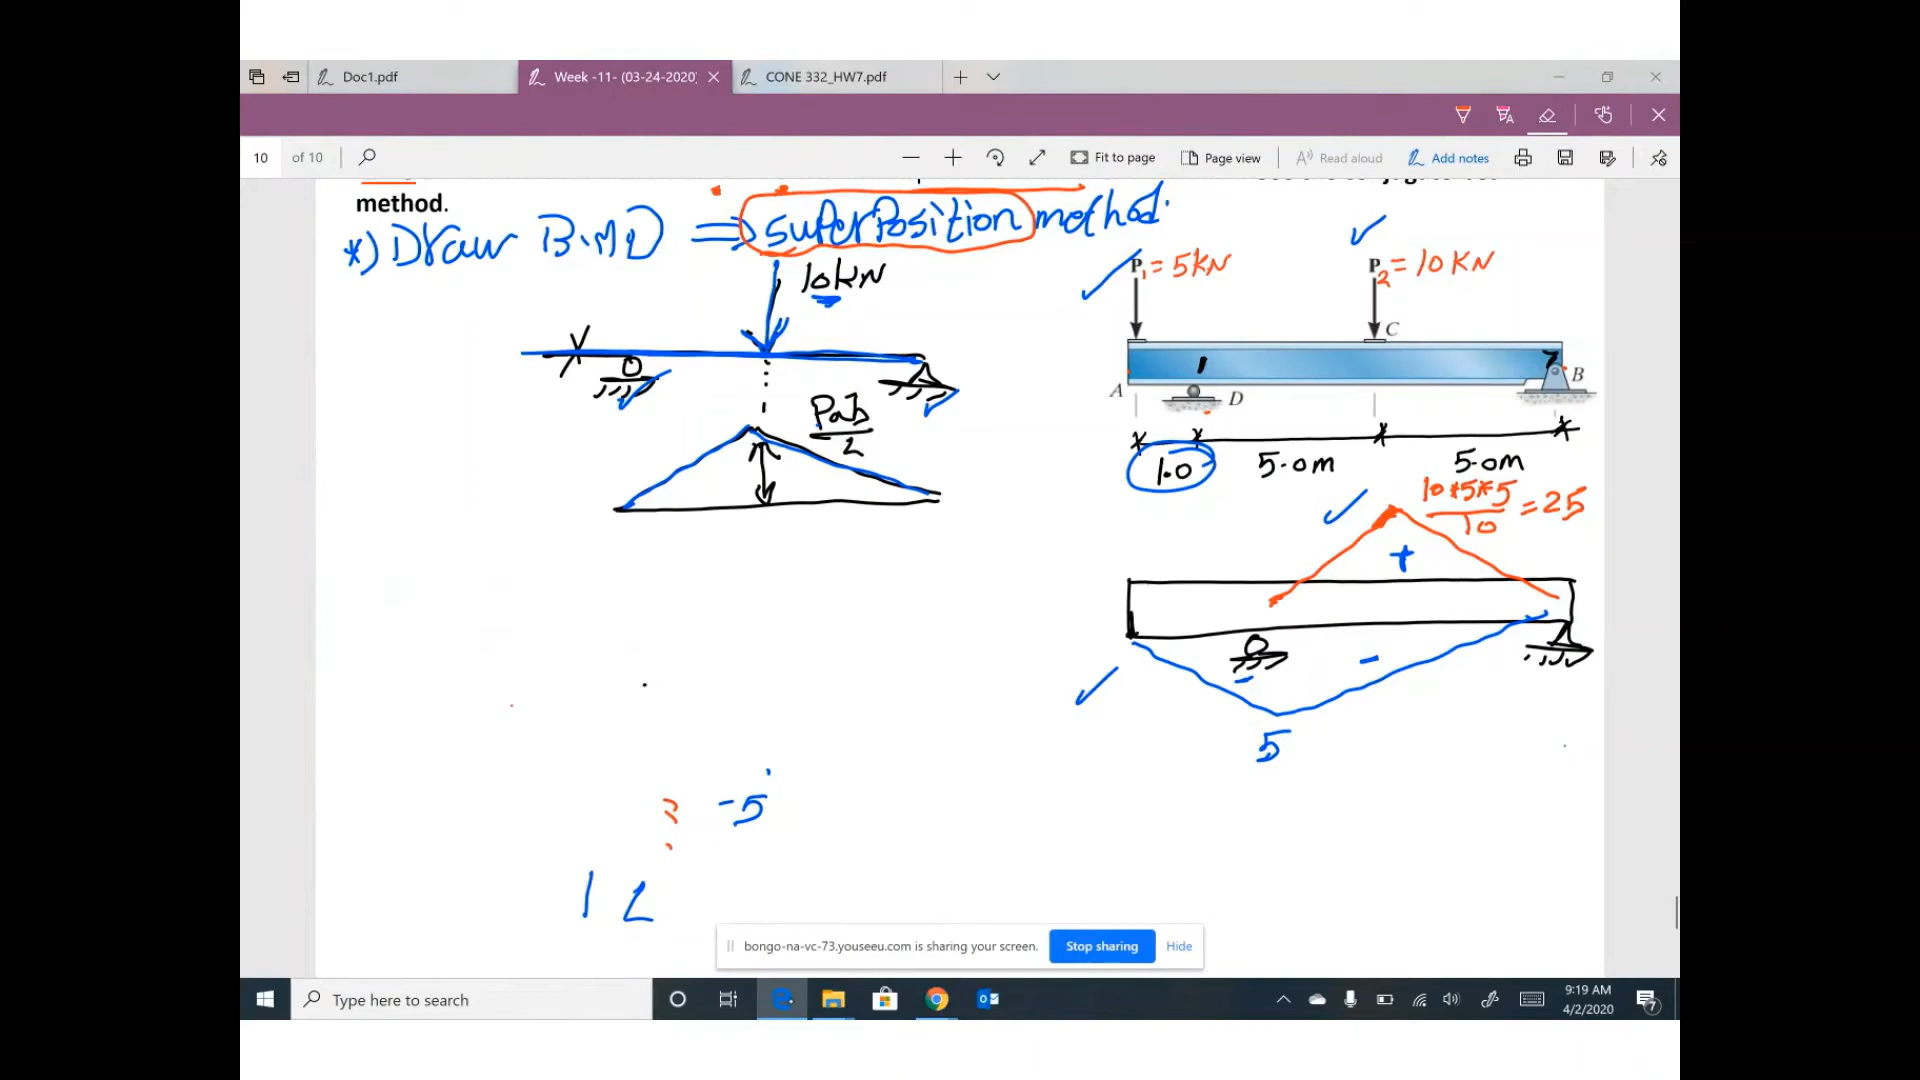 Doc1.pdf
Week -11- (03-24-2020)
CONE 332_HW7.pdf
10 of 10
Fit to page
Page view
Read aloud
Add notes
method.
*) Draw B.MD ⇒ superPosition method.
10kN
P1 = 5kN
P2 = 10KN
C
A
D
B
Pab
2
1.0
5.0m
5.0m
10*5*5
10
= 25
+
-
5
-5
bongo-na-vc-73.youseeu.com is sharing your screen.
Stop sharing
Hide
Type here to search
9:19 AM
4/2/2020
7